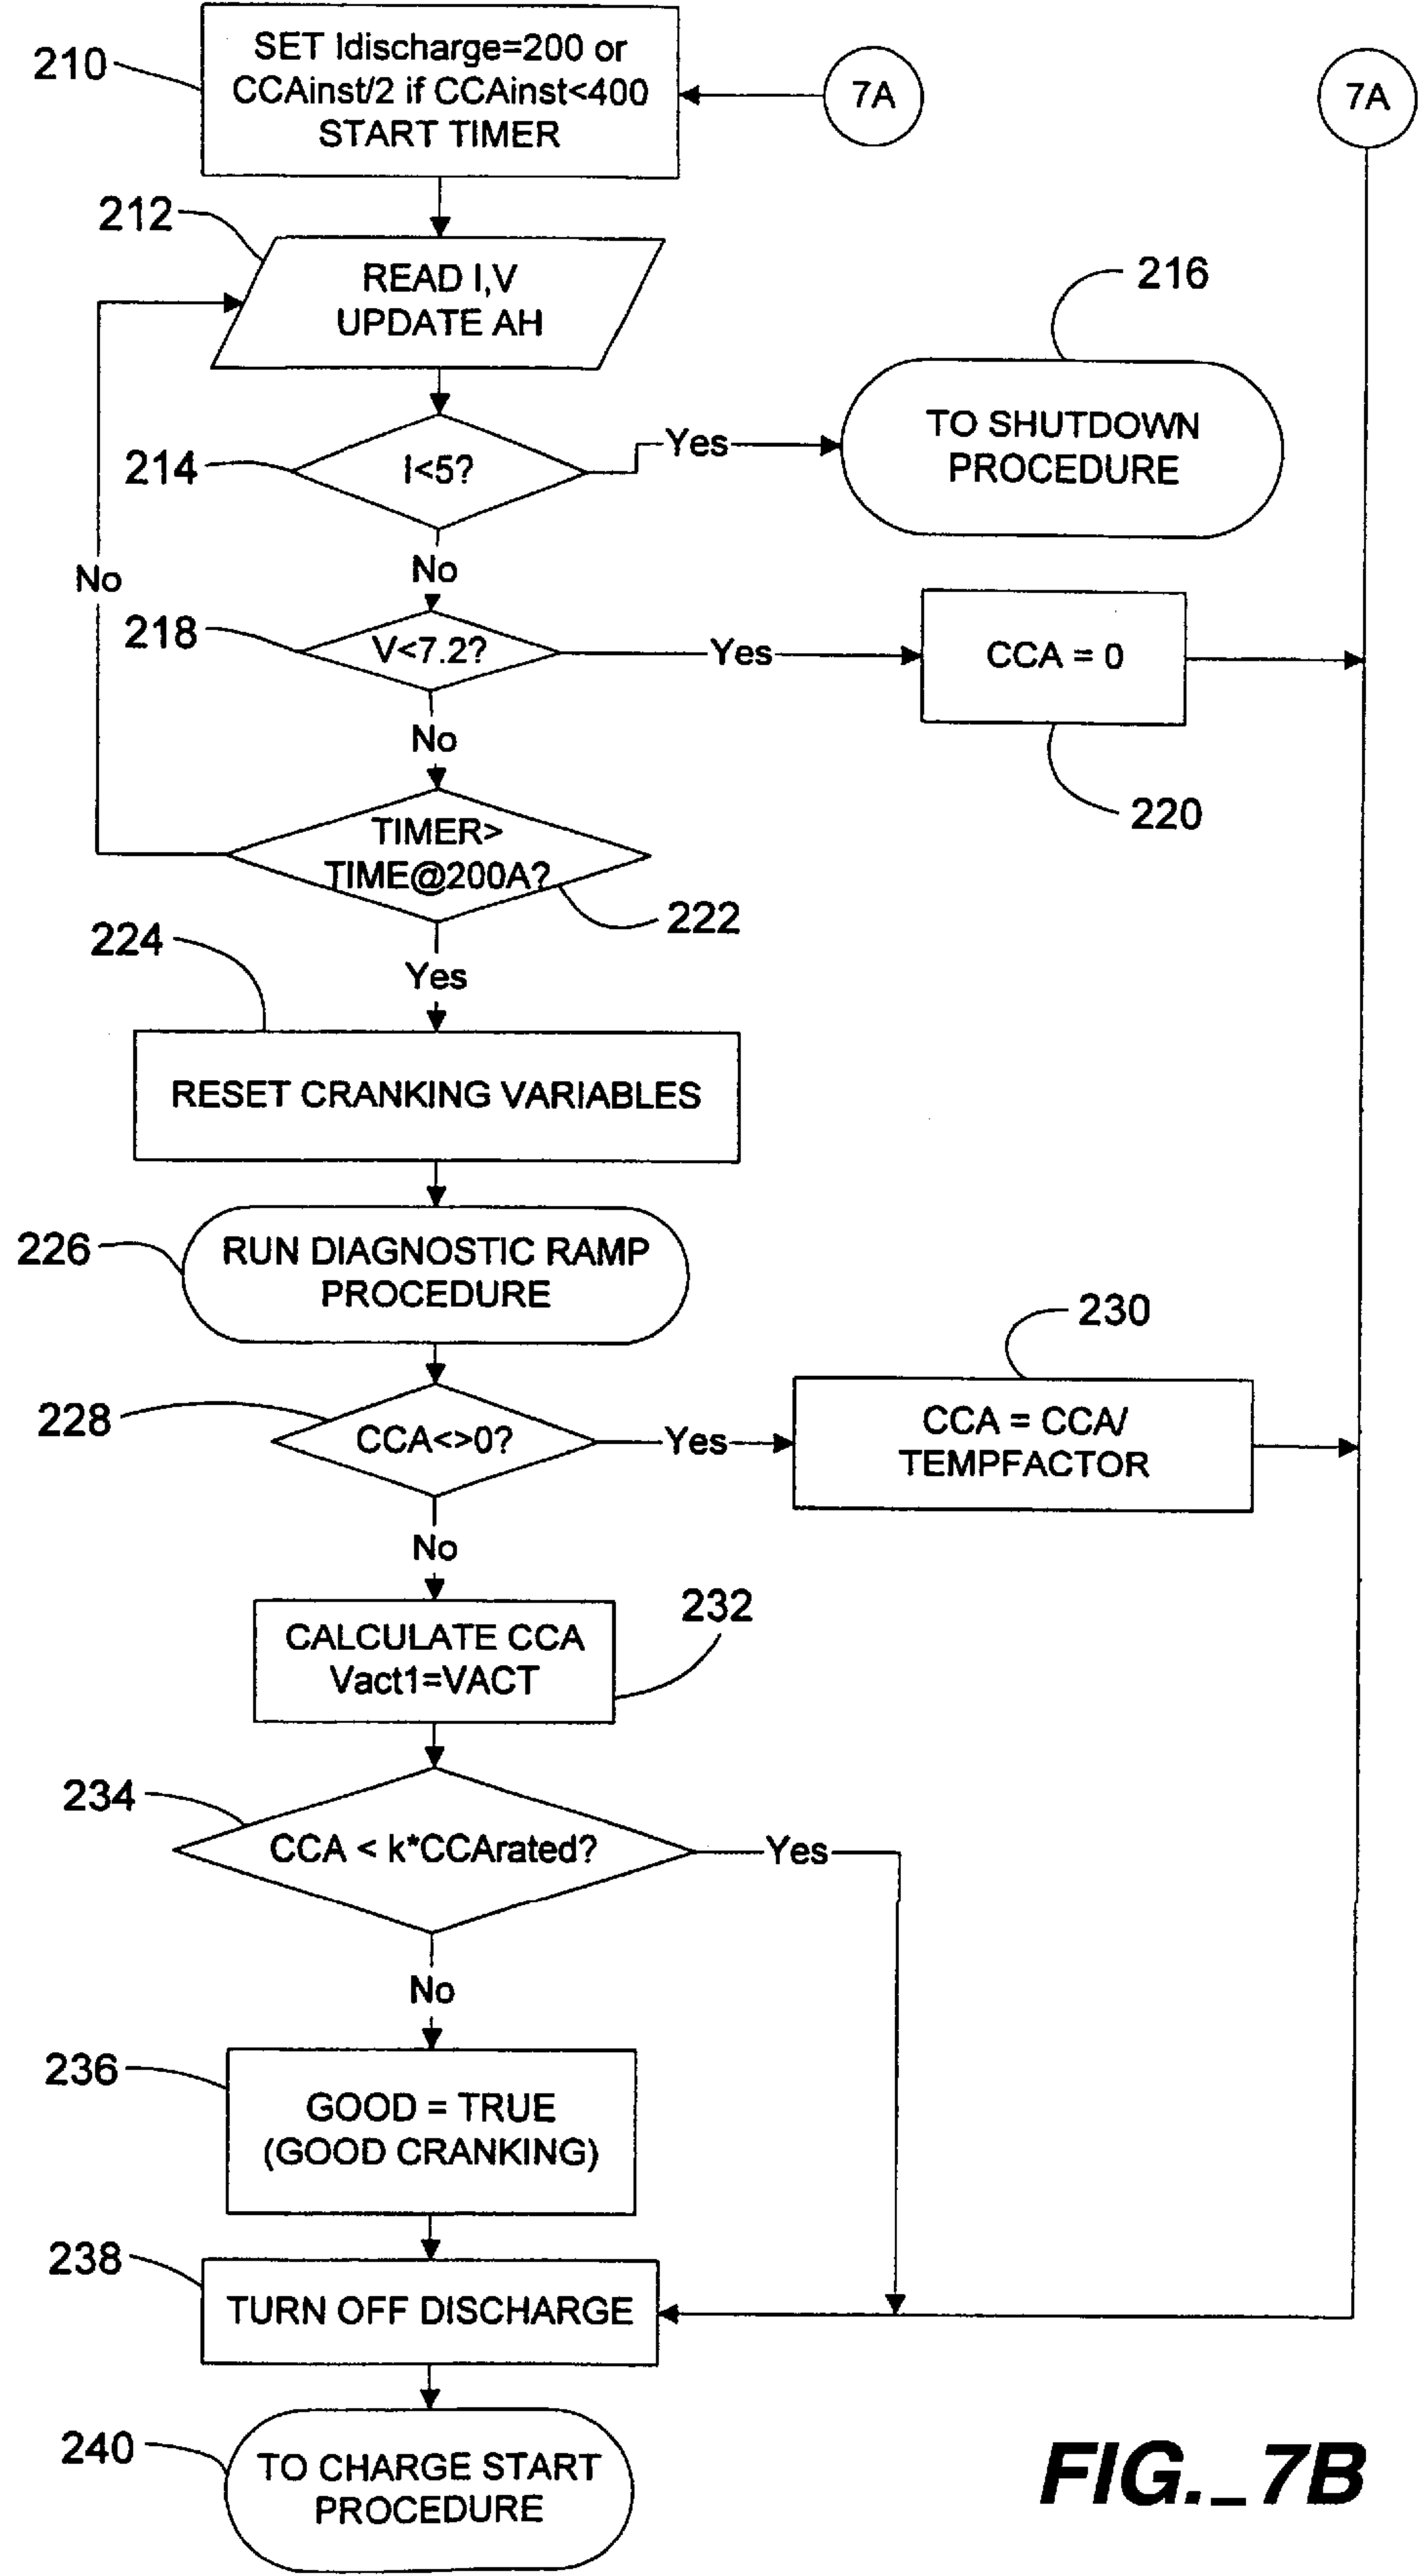 210
SET Idischarge=200 or
CCAinst/2 if CCAinst<400
START TIMER
7A
7A
212
READ I,V
UPDATE AH
216
TO SHUTDOWN
PROCEDURE
214
I<5?
Yes
No
No
218
V<7.2?
Yes
CCA = 0
220
No
TIMER>
TIME@200A?
222
224
Yes
RESET CRANKING VARIABLES
226
RUN DIAGNOSTIC RAMP
PROCEDURE
230
228
CCA<>0?
Yes
CCA = CCA/
TEMPFACTOR
No
232
CALCULATE CCA
Vact1=VACT
234
CCA < k*CCArated?
Yes
No
236
GOOD = TRUE
(GOOD CRANKING)
238
TURN OFF DISCHARGE
240
TO CHARGE START
PROCEDURE
FIG._7B